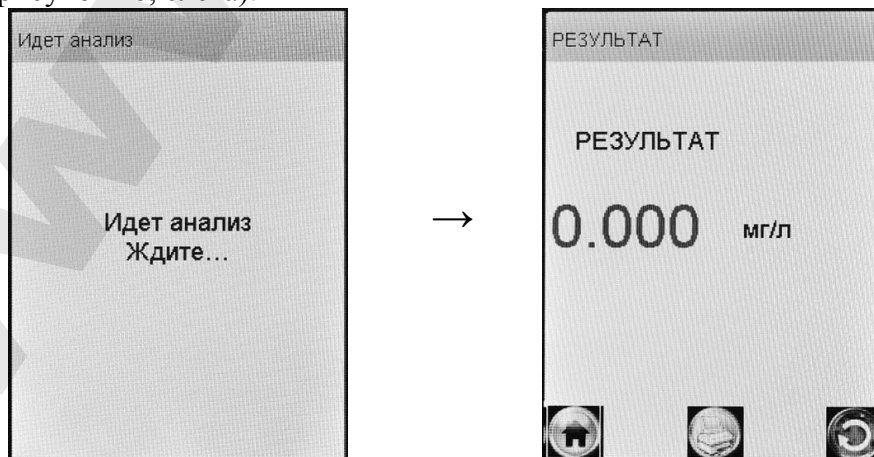 Идет анализ
Идет анализ
Ждите...
→
РЕЗУЛЬТАТ
РЕЗУЛЬТАТ
0.000 мг/л